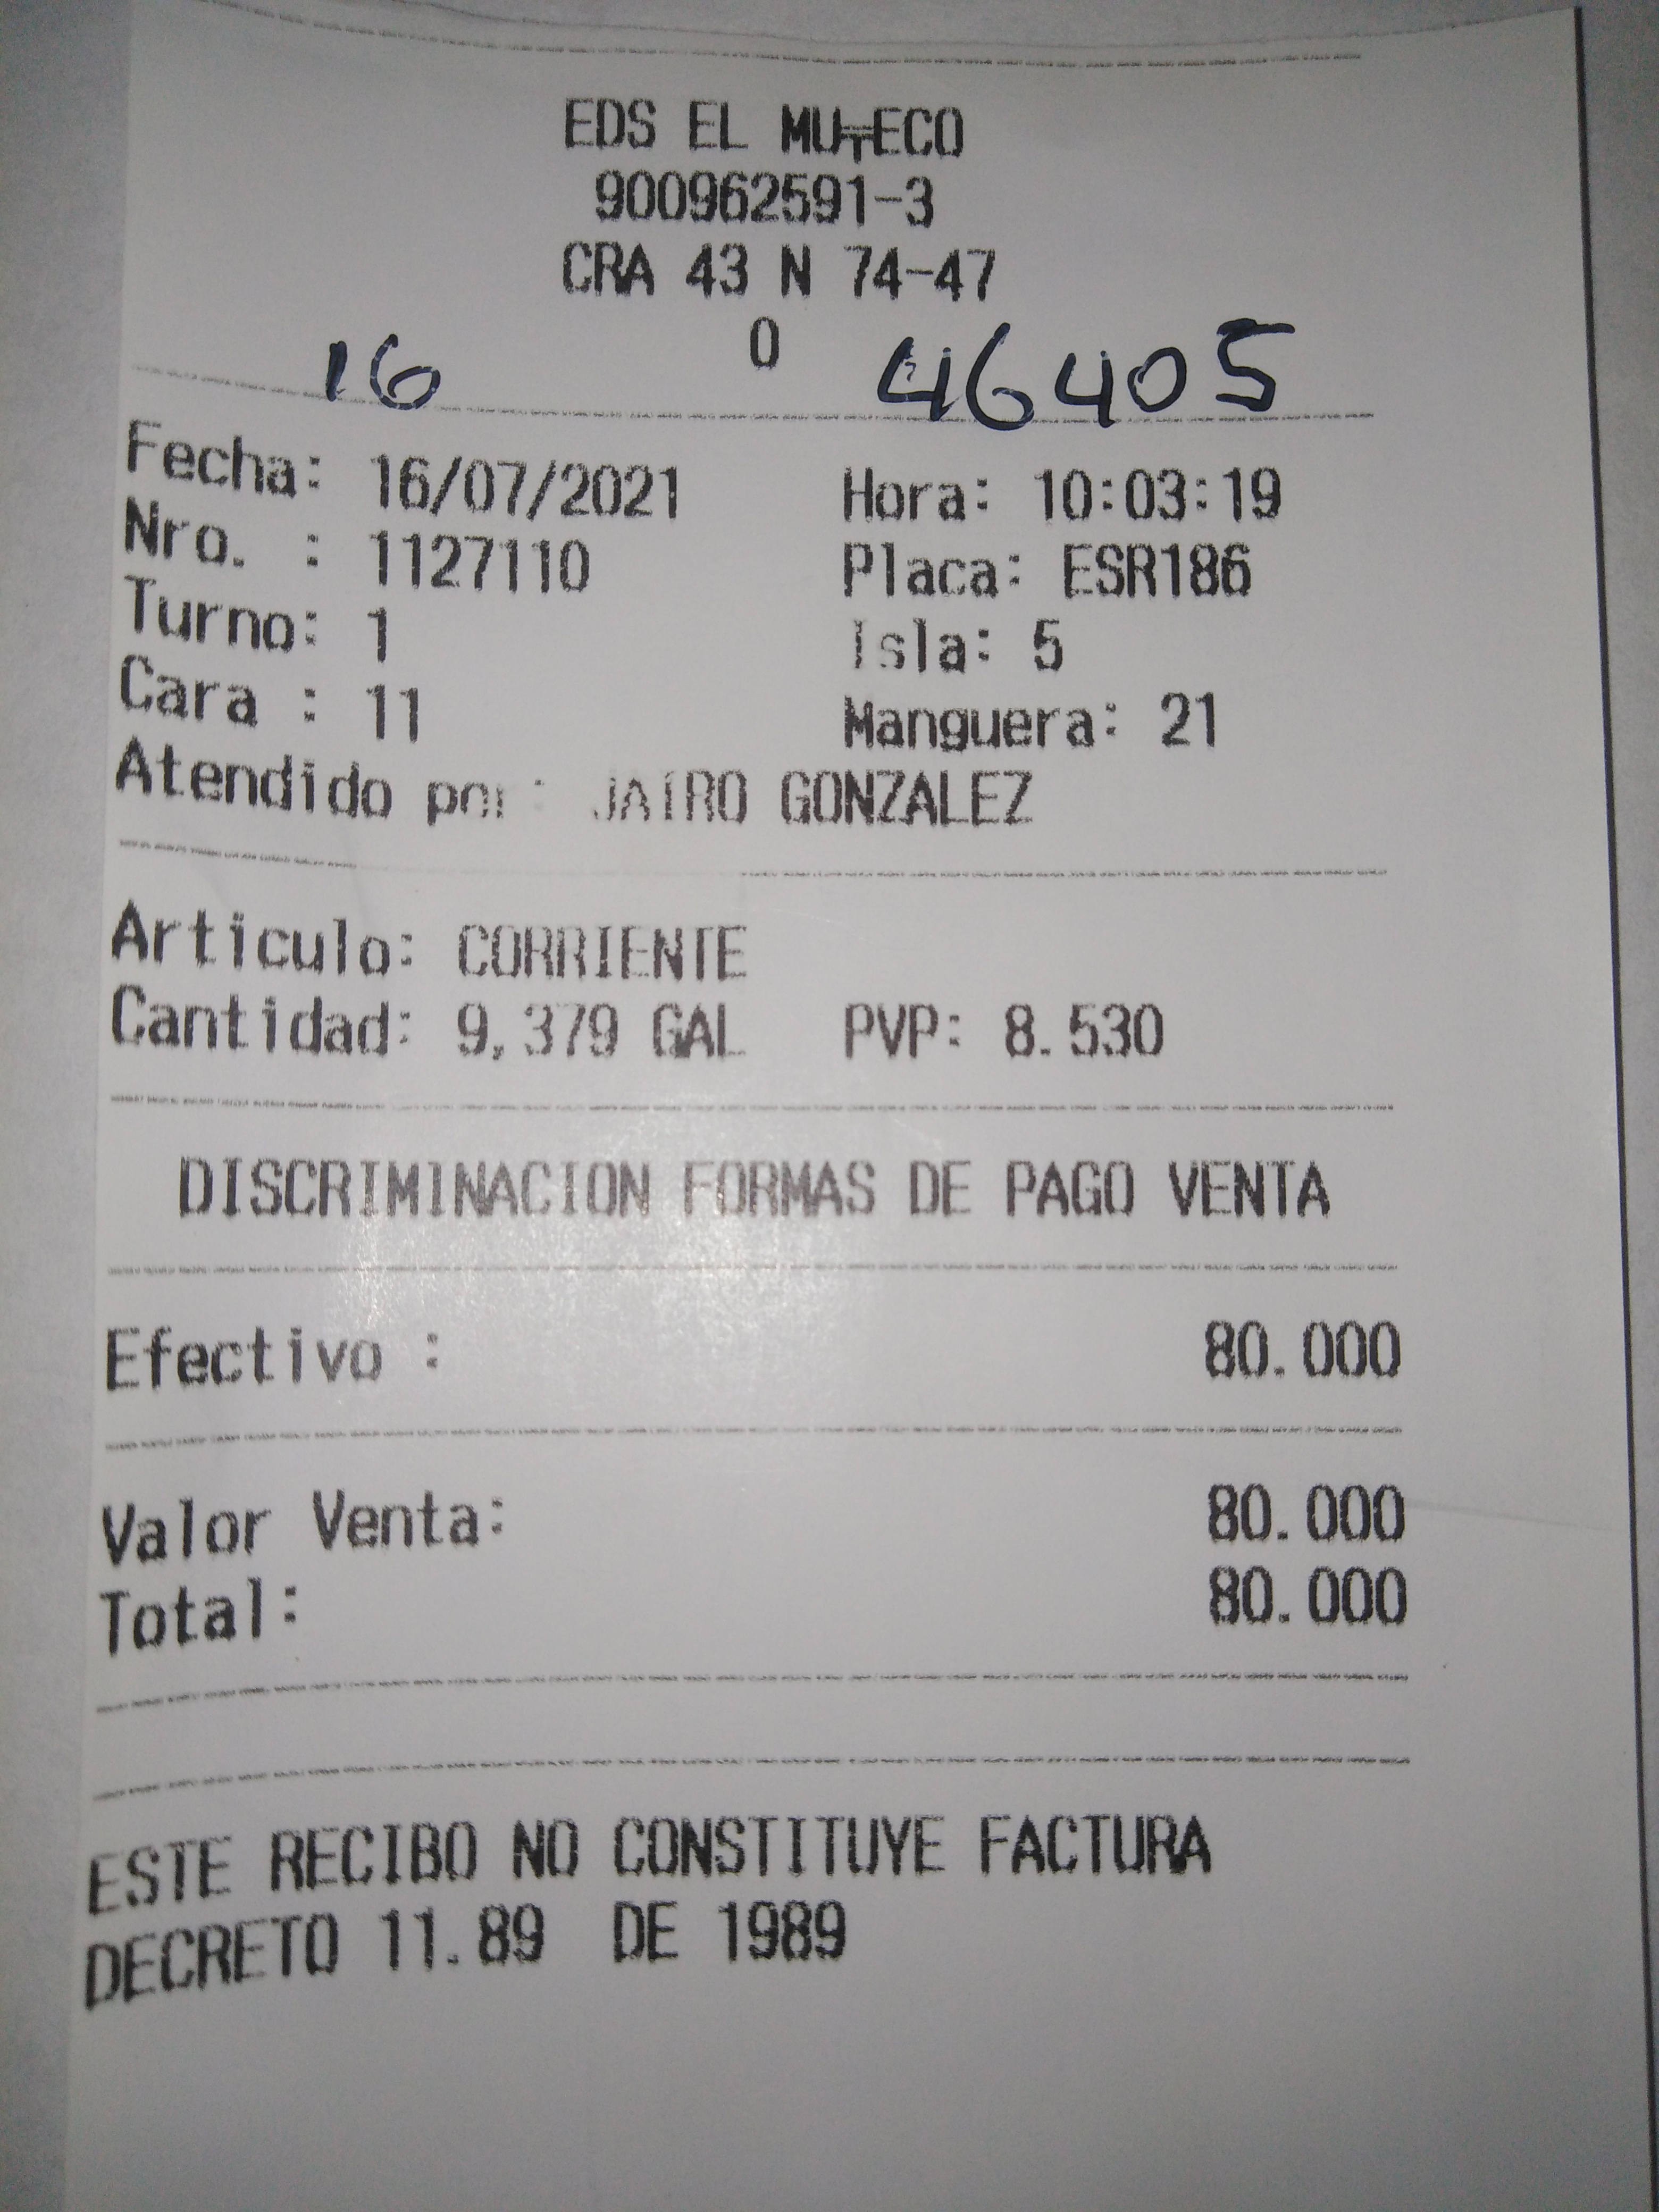 EDS EL MU╤ECO
900962591-3
CRA 43 N 74-47
0
16 46405
Fecha: 16/07/2021 Hora: 10:03:19
Nro. : 1127110 Placa: ESR186
Turno: 1 Isla: 5
Cara : 11 Manguera: 21
Atendido por: JAIRO GONZALEZ
Articulo: CORRIENTE
Cantidad: 9,379 GAL PVP: 8.530
DISCRIMINACION FORMAS DE PAGO VENTA
Efectivo : 80.000
Valor Venta: 80.000
Total: 80.000
ESTE RECIBO NO CONSTITUYE FACTURA
DECRETO 11.89 DE 1989